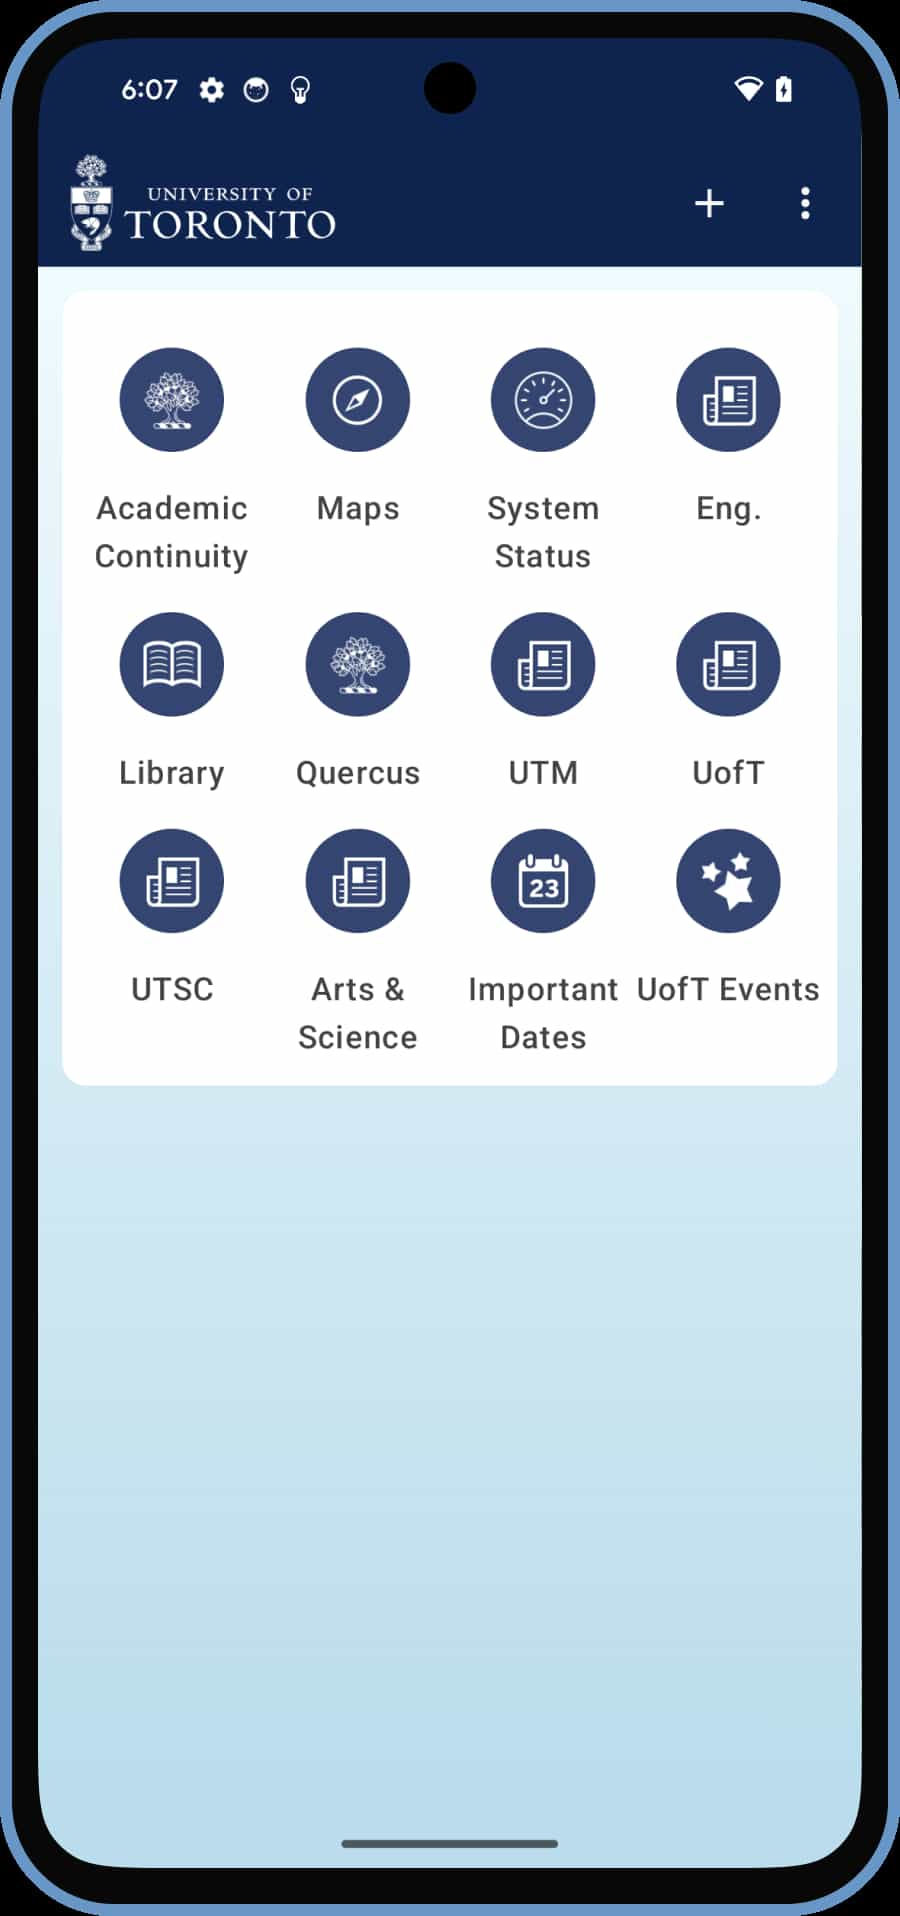 6:07
UNIVERSITY OF
TORONTO
Academic
Continuity
Maps
System
Status
Eng.
Library
Quercus
UTM
UofT
UTSC
Arts &
Science
23
Important
Dates
UofT Events